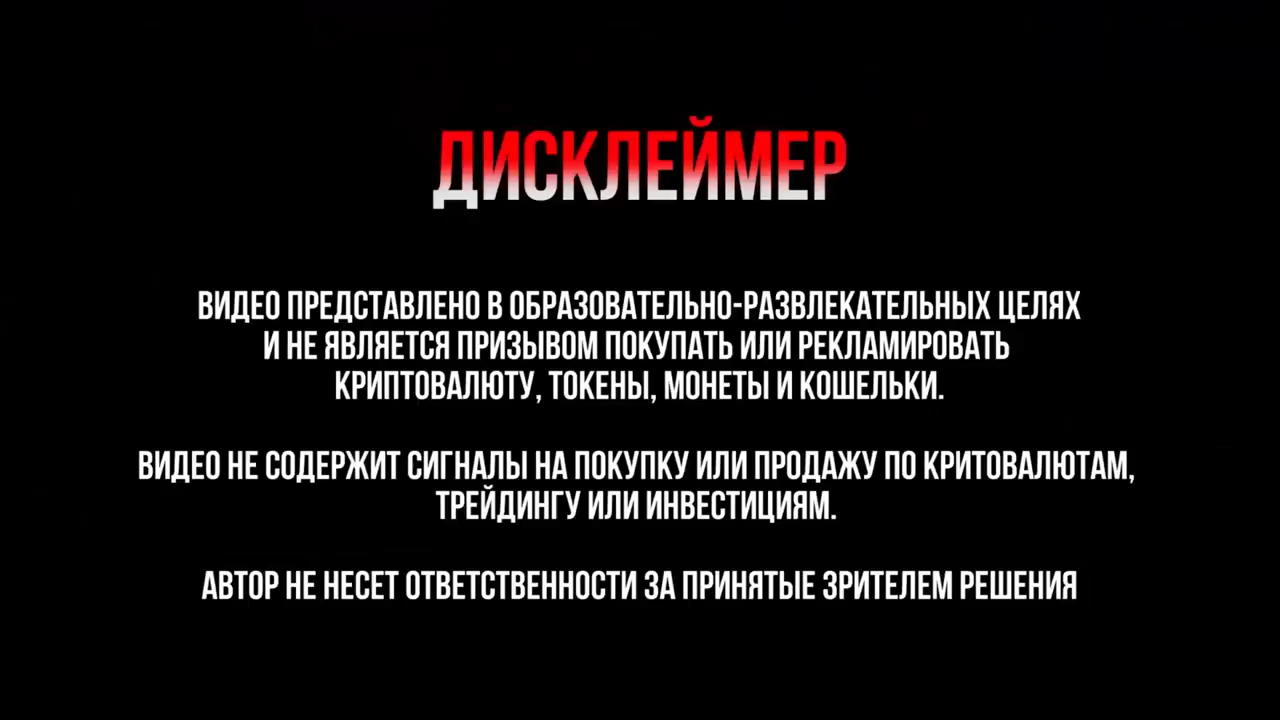 ДИСКЛЕЙМЕР
ВИДЕО ПРЕДСТАВЛЕНО В ОБРАЗОВАТЕЛЬНО-РАЗВЛЕКАТЕЛЬНЫХ ЦЕЛЯХ
И НЕ ЯВЛЯЕТСЯ ПРИЗЫВОМ ПОКУПАТЬ ИЛИ РЕКЛАМИРОВАТЬ
КРИПТОВАЛЮТУ, ТОКЕНЫ, МОНЕТЫ И КОШЕЛЬКИ.
ВИДЕО НЕ СОДЕРЖИТ СИГНАЛЫ НА ПОКУПКУ ИЛИ ПРОДАЖУ ПО КРИТОВАЛЮТАМ,
ТРЕЙДИНГУ ИЛИ ИНВЕСТИЦИЯМ.
АВТОР НЕ НЕСЕТ ОТВЕТСТВЕННОСТИ ЗА ПРИНЯТЫЕ ЗРИТЕЛЕМ РЕШЕНИЯ